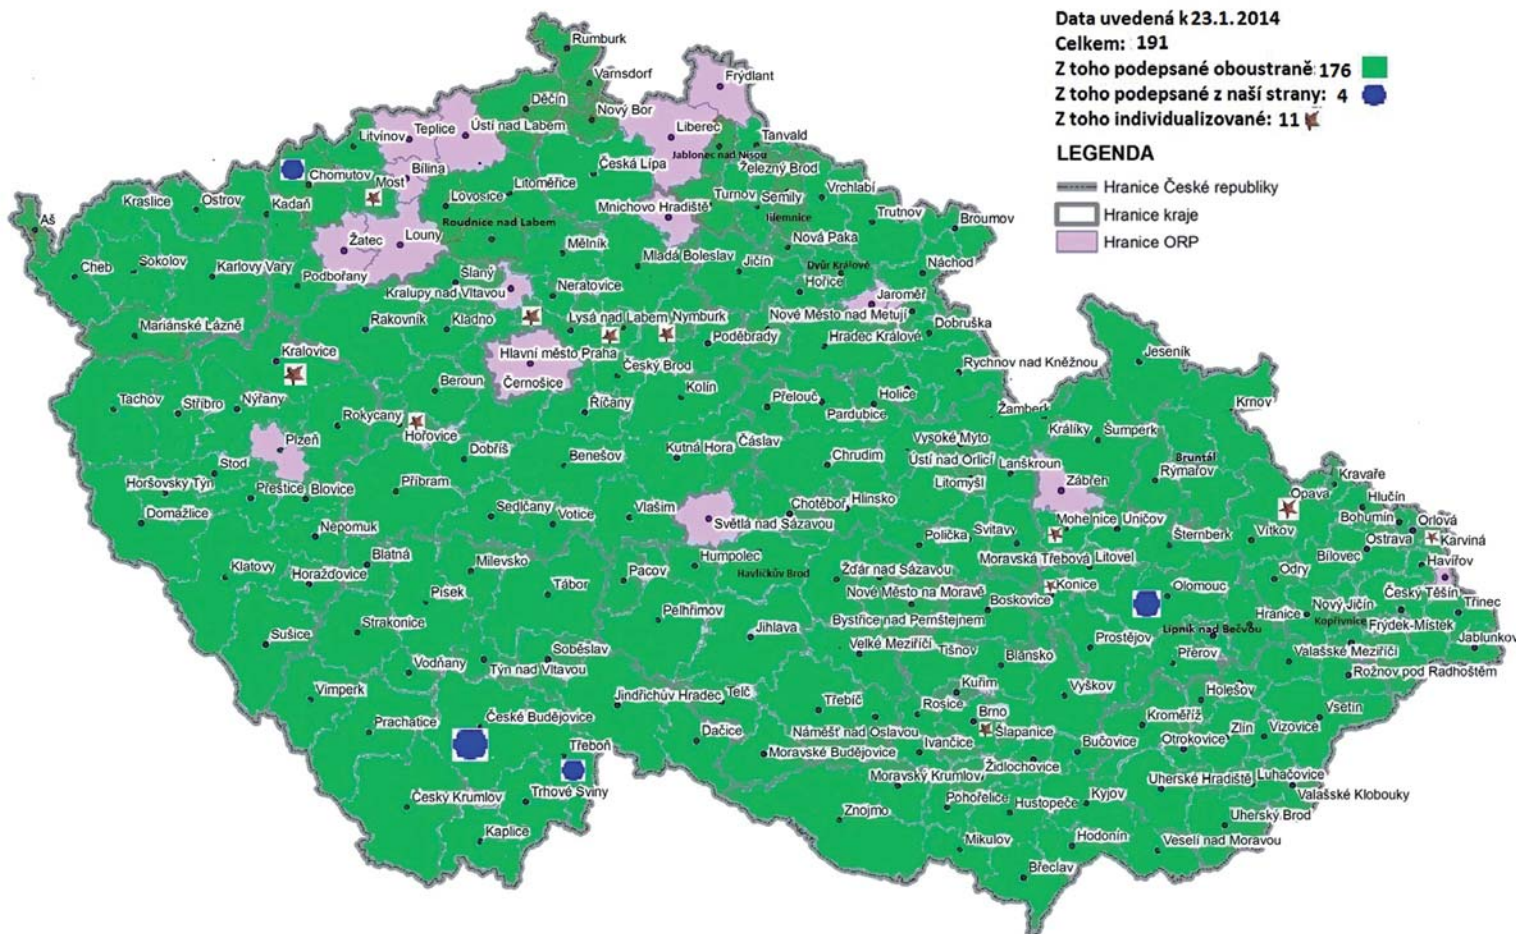 Data uvedená k 23.1. 2014
Celkem: 191
Z toho podepsané oboustraně: 176
Z toho podepsané z naší strany: 4
Z toho individualizované: 11
LEGENDA
Hranice České republiky
Hranice kraje
Hranice ORP
Rumburk
Varnsdorf
Frýdlant
Děčín
Nový Bor
Teplice
Ústí nad Labem
Liberec
Litvínov
Tanvald
Jablonec nad Nisou
Bílina
Česká Lípa
Železný Brod
Chomutov
Most
Litoměřice
Lovosice
Turnov
Semily
Vrchlabí
Kraslice
Ostrov
Kadaň
Mnichovo Hradiště
Jilemnice
Trutnov
Broumov
Aš
Roudnice nad Labem
Žatec
Louny
Mělník
Nová Paka
Mladá Boleslav
Jičín
Dvůr Králové
Náchod
Cheb
Sokolov
Karlovy Vary
Podbořany
Slaný
Hořice
Kralupy nad Vltavou
Neratovice
Jaroměř
Nové Město nad Metují
Mariánské Lázně
Rakovník
Kladno
Lysá nad Labem
Nymburk
Poděbrady
Hradec Králové
Dobruška
Kralovice
Hlavní město Praha
Český Brod
Rychnov nad Kněžnou
Jeseník
Beroun
Černošice
Kolín
Tachov
Stříbro
Nýřany
Rokycany
Říčany
Přelouč
Holice
Pardubice
Žamberk
Krnov
Hořovice
Plzeň
Dobříš
Benešov
Kutná Hora
Čáslav
Vysoké Mýto
Králíky
Šumperk
Chrudim
Ústí nad Orlicí
Bruntál
Stod
Lanškroun
Rýmařov
Horšovský Týn
Přeštice
Blovice
Příbram
Litomyšl
Zábřeh
Kravaře
Opava
Hlučín
Domažlice
Sedlčany
Votice
Vlašim
Chotěboř
Hlinsko
Světlá nad Sázavou
Bohumín
Orlová
Nepomuk
Polička
Svitavy
Mohelnice
Uničov
Šternberk
Vítkov
Ostrava
Karviná
Blatná
Milevsko
Humpolec
Moravská Třebová
Litovel
Bílovec
Havířov
Klatovy
Horažďovice
Pacov
Havlíčkův Brod
Žďár nad Sázavou
Konice
Odry
Písek
Tábor
Nové Město na Moravě
Boskovice
Olomouc
Český Těšín
Pelhřimov
Bystřice nad Pernštejnem
Hranice
Nový Jičín
Třinec
Kopřivnice
Frýdek-Místek
Sušice
Strakonice
Jihlava
Lipník nad Bečvou
Prostějov
Jablunkov
Soběslav
Velké Meziříčí
Tišnov
Blánsko
Přerov
Valašské Meziříčí
Vodňany
Týn nad Vltavou
Rožnov pod Radhoštěm
Vimperk
Jindřichův Hradec
Telč
Třebíč
Kuřim
Rosice
Vyškov
Holešov
Prachatice
České Budějovice
Brno
Kroměříž
Vsetín
Dačice
Náměšť nad Oslavou
Šlapanice
Zlín
Vizovice
Třeboň
Moravské Budějovice
Ivančice
Bučovice
Otrokovice
Židlochovice
Moravský Krumlov
Uherské Hradiště
Luhačovice
Trhové Sviny
Český Krumlov
Valašské Klobouky
Znojmo
Pohořelice
Hustopeče
Kyjov
Uherský Brod
Kaplice
Mikulov
Hodonín
Veselí nad Moravou
Břeclav